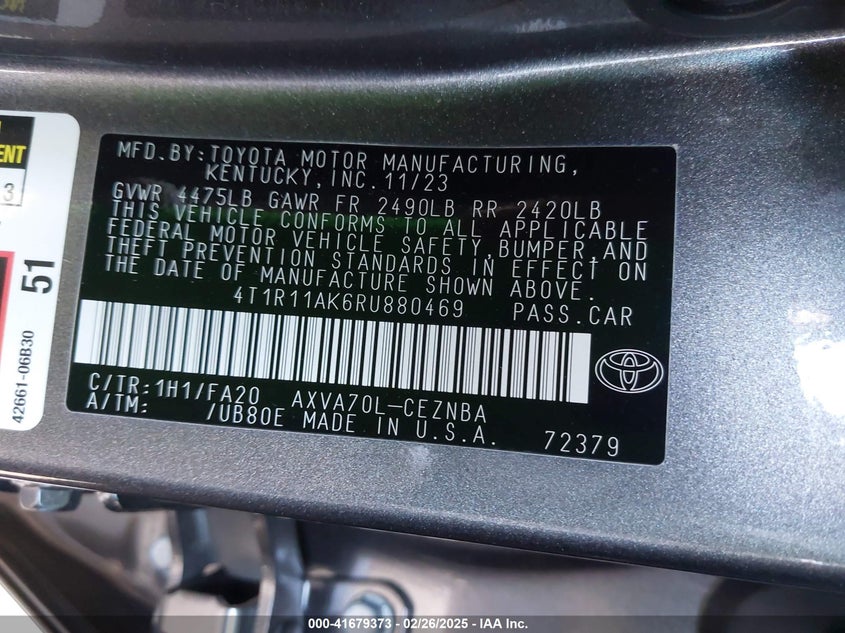 ENT
3
51
42661-06B30
MFD.BY:TOYOTA MOTOR MANUFACTURING,
KENTUCKY,INC.11/23
GVWR 4475LB GAWR FR 2490LB RR 2420LB
THIS VEHICLE CONFORMS TO ALL APPLICABLE
FEDERAL MOTOR VEHICLE SAFETY,BUMPER,AND
THEFT PREVENTION STANDARDS IN EFFECT ON
THE DATE OF MANUFACTURE SHOWN ABOVE.
4T1R11AK6RU880469 PASS.CAR
C/TR:1H1/FA20 AXVA70L-CEZNBA
A/TM: /UB80E MADE IN U.S.A. 72379
000-41679373 - 02/26/2025 - IAA Inc.